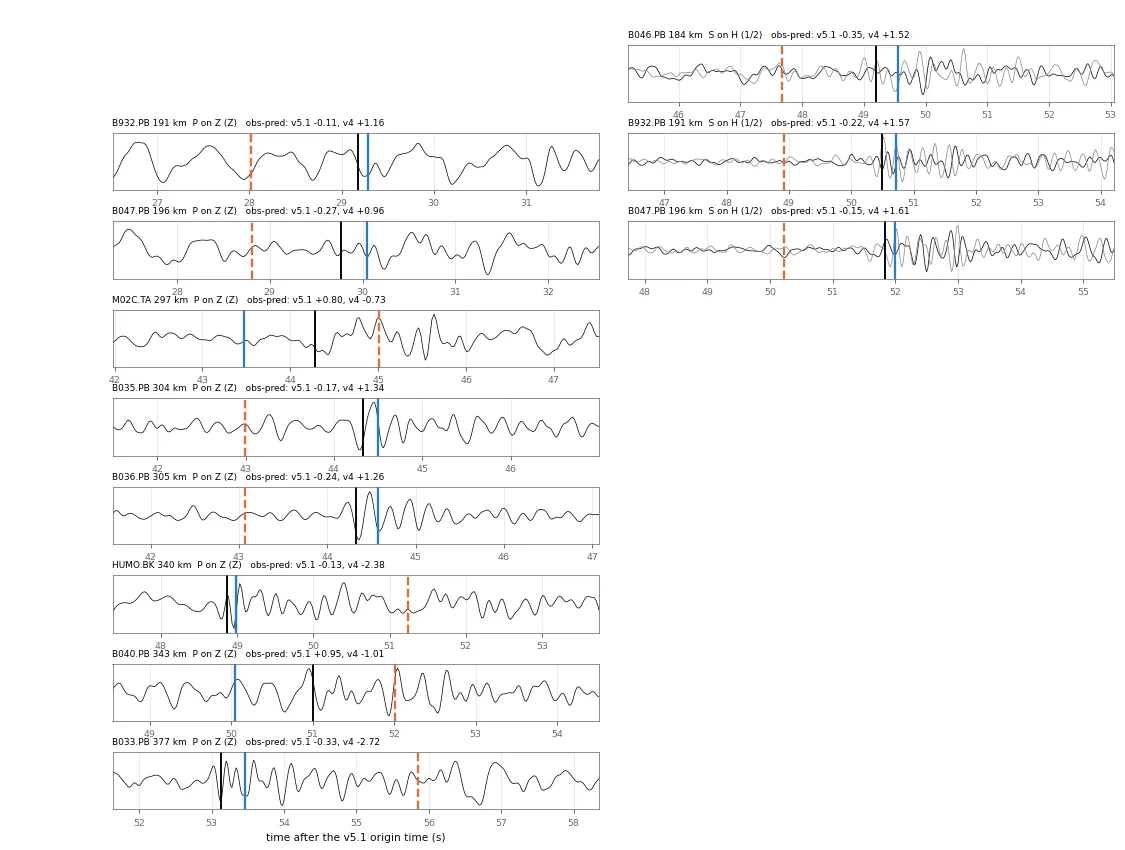 B046.PB 184 km  S on H (1/2)   obs-pred: v5.1 -0.35, v4 +1.52
46 47 48 49 50 51 52 53
B932.PB 191 km  P on Z (Z)   obs-pred: v5.1 -0.11, v4 +1.16
27 28 29 30 31
B932.PB 191 km  S on H (1/2)   obs-pred: v5.1 -0.22, v4 +1.57
47 48 49 50 51 52 53 54
B047.PB 196 km  P on Z (Z)   obs-pred: v5.1 -0.27, v4 +0.96
28 29 30 31 32
B047.PB 196 km  S on H (1/2)   obs-pred: v5.1 -0.15, v4 +1.61
48 49 50 51 52 53 54 55
M02C.TA 297 km  P on Z (Z)   obs-pred: v5.1 +0.80, v4 -0.73
42 43 44 45 46 47
B035.PB 304 km  P on Z (Z)   obs-pred: v5.1 -0.17, v4 +1.34
42 43 44 45 46
B036.PB 305 km  P on Z (Z)   obs-pred: v5.1 -0.24, v4 +1.26
42 43 44 45 46 47
HUMO.BK 340 km  P on Z (Z)   obs-pred: v5.1 -0.13, v4 -2.38
48 49 50 51 52 53
B040.PB 343 km  P on Z (Z)   obs-pred: v5.1 +0.95, v4 -1.01
49 50 51 52 53 54
B033.PB 377 km  P on Z (Z)   obs-pred: v5.1 -0.33, v4 -2.72
52 53 54 55 56 57 58
time after the v5.1 origin time (s)